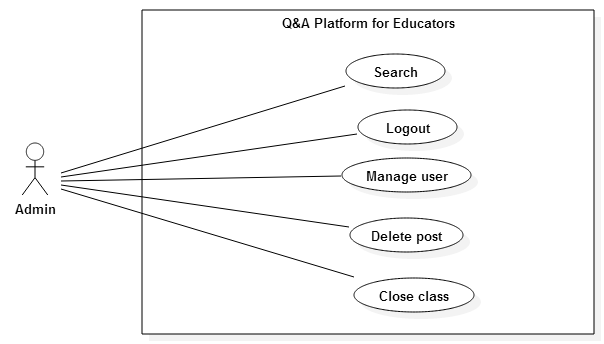 Q&A Platform for Educators
Search
Logout
Manage user
Admin
Delete post
Close class